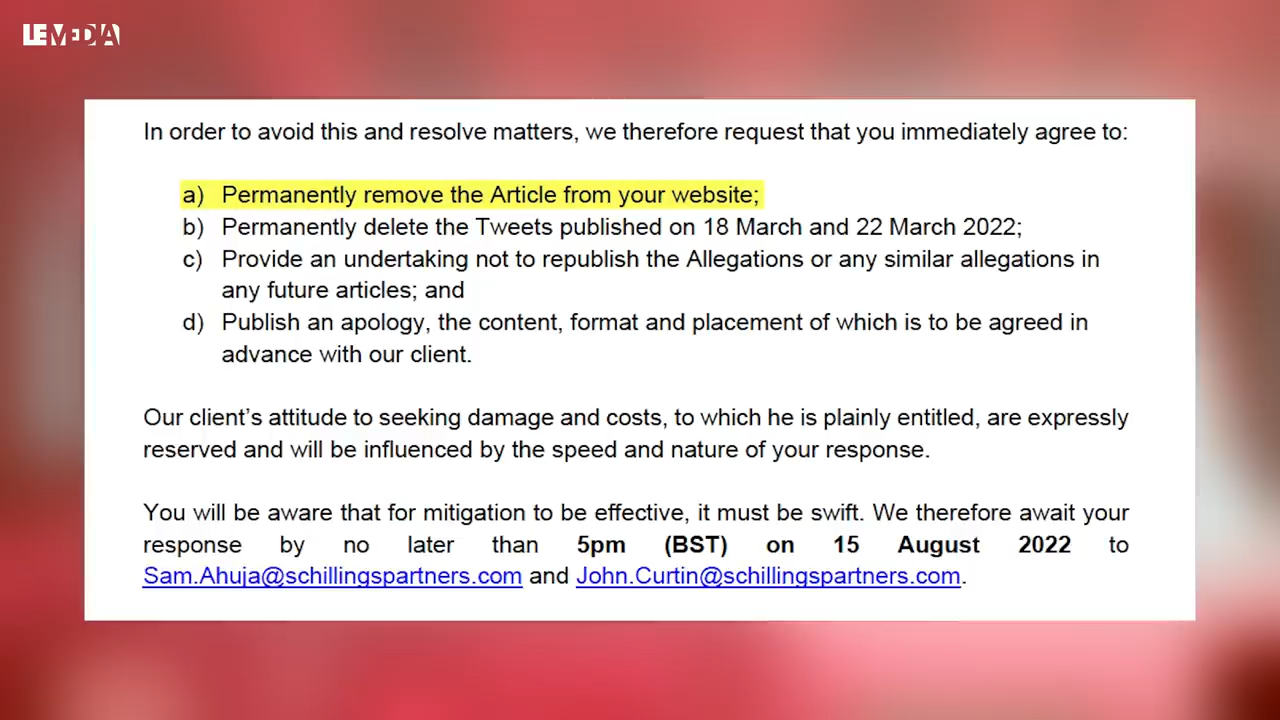 LEMEDIA
In order to avoid this and resolve matters, we therefore request that you immediately agree to:
a) Permanently remove the Article from your website;
b) Permanently delete the Tweets published on 18 March and 22 March 2022;
c) Provide an undertaking not to republish the Allegations or any similar allegations in
any future articles; and
d) Publish an apology, the content, format and placement of which is to be agreed in
advance with our client.
Our client’s attitude to seeking damage and costs, to which he is plainly entitled, are expressly
reserved and will be influenced by the speed and nature of your response.
You will be aware that for mitigation to be effective, it must be swift. We therefore await your
response by no later than 5pm (BST) on 15 August 2022 to
Sam.Ahuja@schillingspartners.com and John.Curtin@schillingspartners.com.